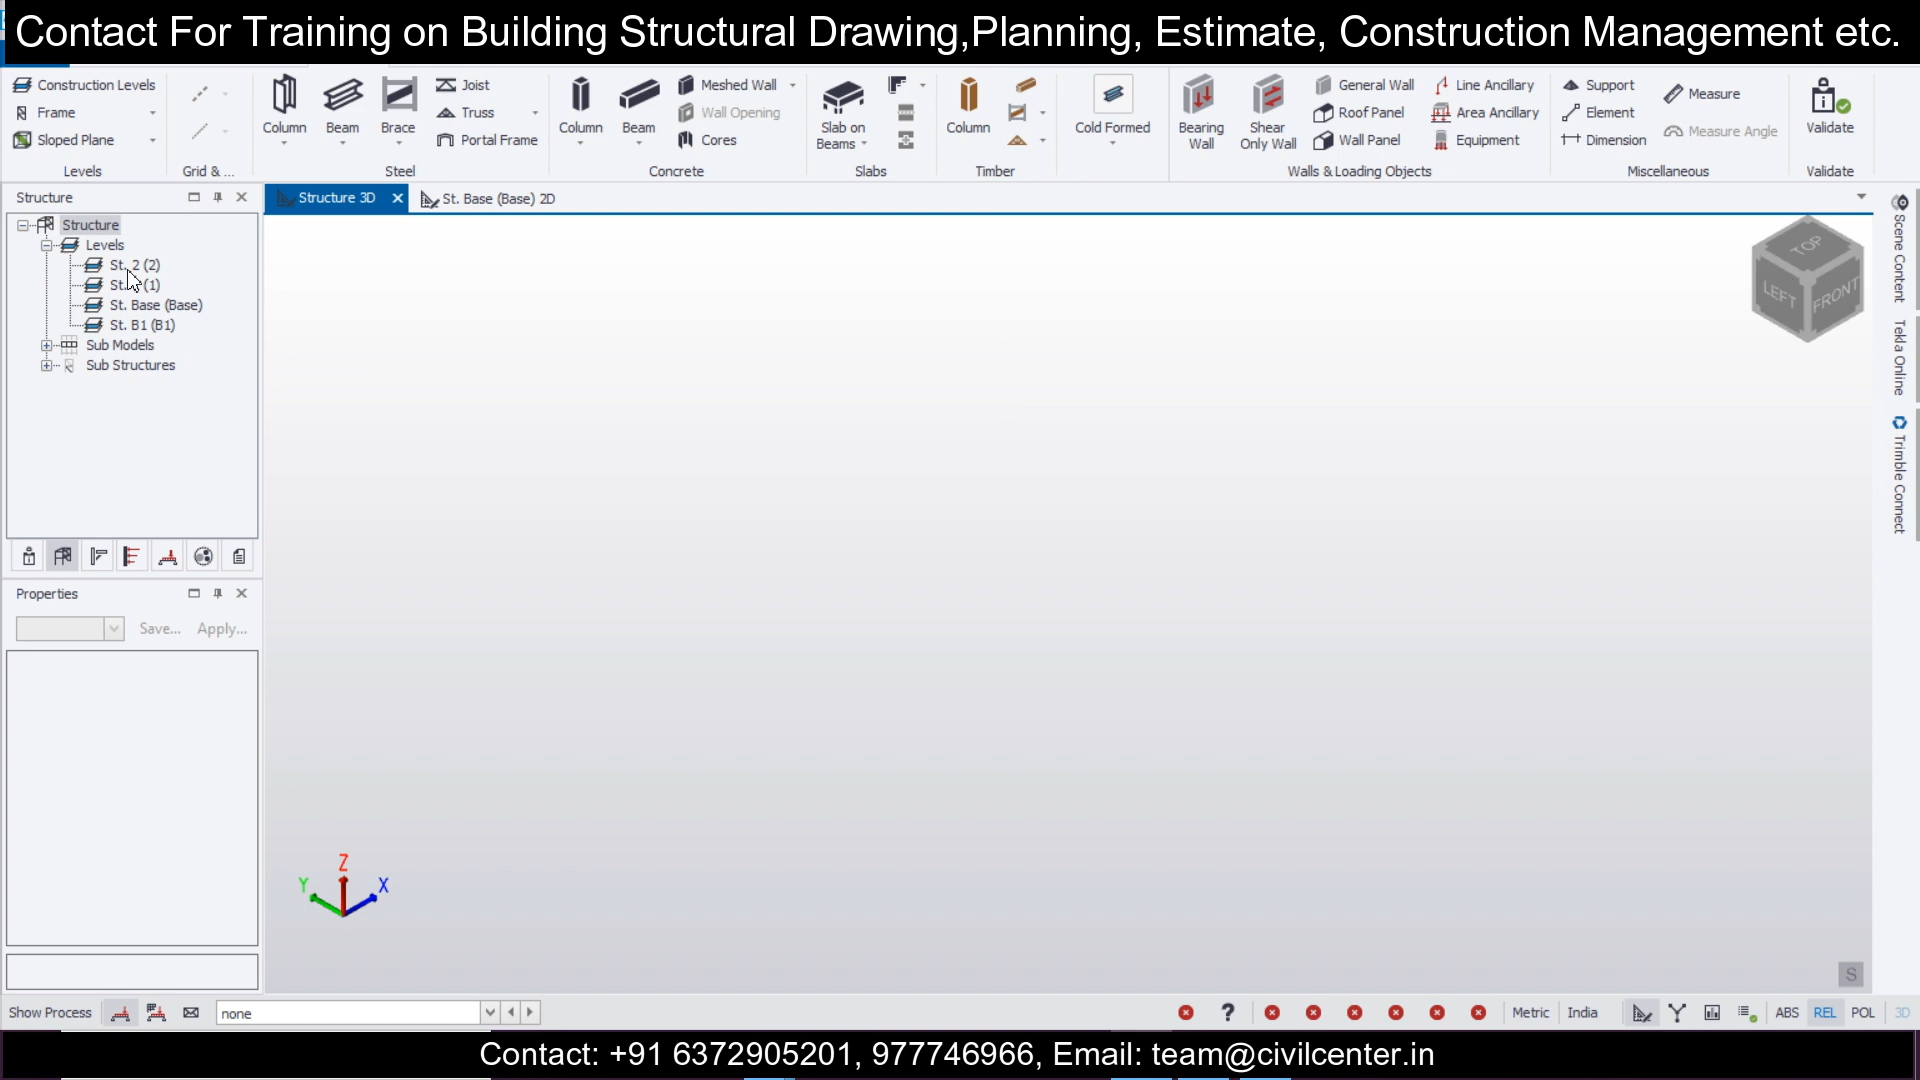 Contact For Training on Building Structural Drawing,Planning, Estimate, Construction Management etc.
Construction Levels
Frame
Sloped Plane
Levels
Grid & ...
Column
Beam
Brace
Joist
Truss
Portal Frame
Steel
Column
Beam
Meshed Wall
Wall Opening
Cores
Concrete
Slab on
Beams
Slabs
Column
Timber
Cold Formed
Bearing
Wall
Shear
Only Wall
General Wall
Roof Panel
Wall Panel
Line Ancillary
Area Ancillary
Equipment
Walls & Loading Objects
Support
Element
Dimension
Measure
Measure Angle
Miscellaneous
Validate
Validate
Structure
Structure 3D
St. Base (Base) 2D
Structure
Levels
St. 2 (2)
St. (1)
St. Base (Base)
St. B1 (B1)
Sub Models
Sub Structures
TOP
LEFT
FRONT
Scene Content
Tekla Online
Trimble Connect
Properties
Save...
Apply...
Z
Y
X
S
Show Process
none
Metric
India
ABS
REL
POL
3D
Contact: +91 6372905201, 977746966, Email: team@civilcenter.in